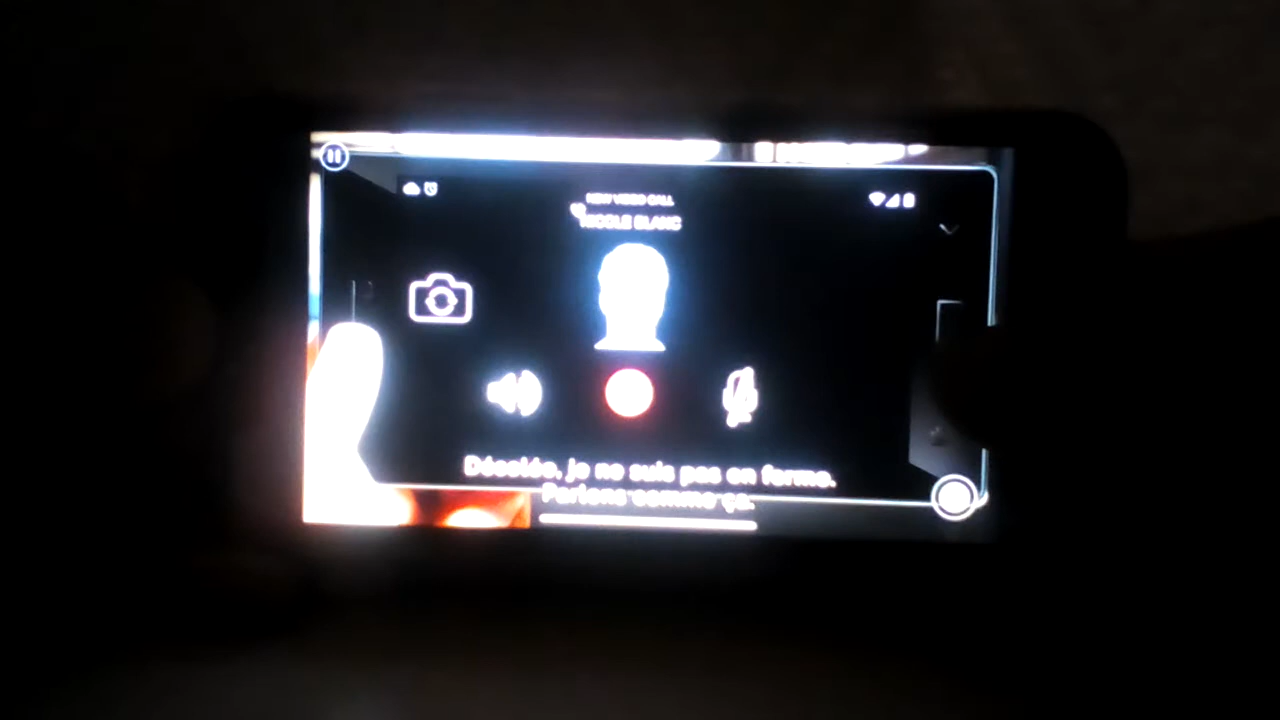 NEW VIDEO CALL
NICOLE BLANC
Désolée, je ne suis pas en forme.
Parlons comme ça.